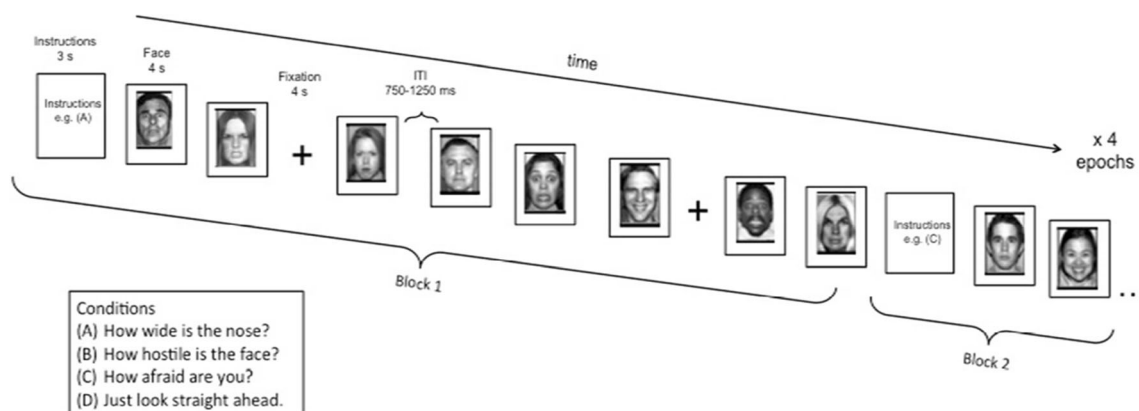 Instructions
3 s
Face
4 s
Instructions
e.g. (A)
Fixation
4 s
+
ITI
750-1250 ms
time
+
x 4
epochs
Instructions
e.g. (C)
..
Block 1
Block 2
Conditions
(A) How wide is the nose?
(B) How hostile is the face?
(C) How afraid are you?
(D) Just look straight ahead.